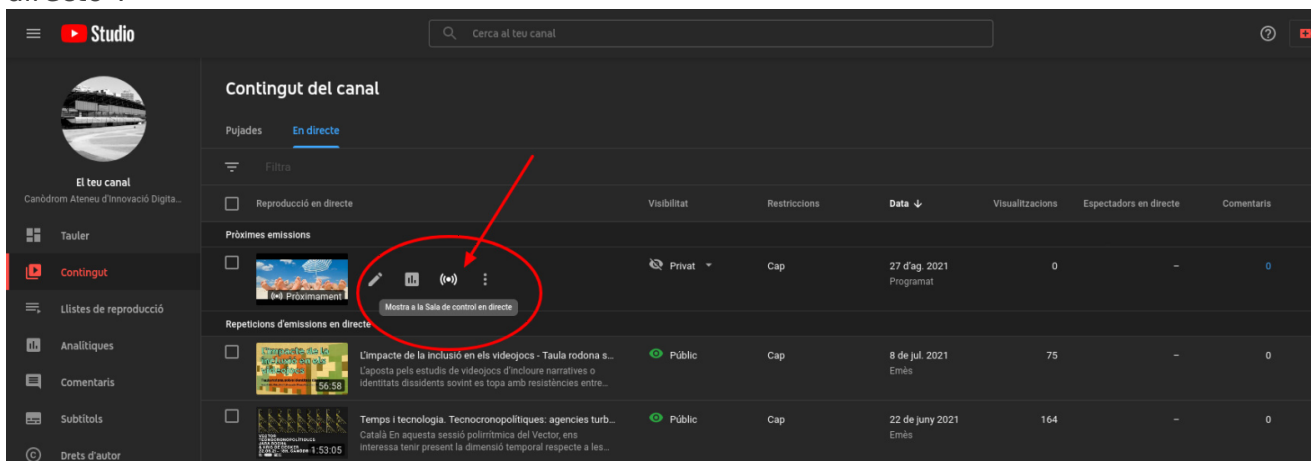 Studio
Cerca al teu canal
El teu canal
Canòdrom Ateneu d'Innovació Digita...
Tauler
Contingut
Llistes de reproducció
Analítiques
Comentaris
Subtítols
Drets d'autor
Contingut del canal
Pujades En directe
Filtra
Reproducció en directe Visibilitat Restriccions Data Visualitzacions Espectadors en directe Comentaris
Pròximes emissions
Pròximament
Mostra a la Sala de control en directe
Privat Cap 27 d'ag. 2021 0 – 0
Programat
Repeticions d'emissions en directe
56:58
L'impacte de la inclusió en els videojocs - Taula rodona s... Públic Cap 8 de jul. 2021 75 – 0
L'aposta pels estudis de videojocs d'incloure narratives o Emès
identitats dissidents sovint es topa amb resistències entre...
1:53:05
Temps i tecnologia. Tecnocronopolítiques: agencies turb... Públic Cap 22 de juny 2021 164 – 0
Català En aquesta sessió polirrítmica del Vector, ens Emès
interessa tenir present la dimensió temporal respecte a les...